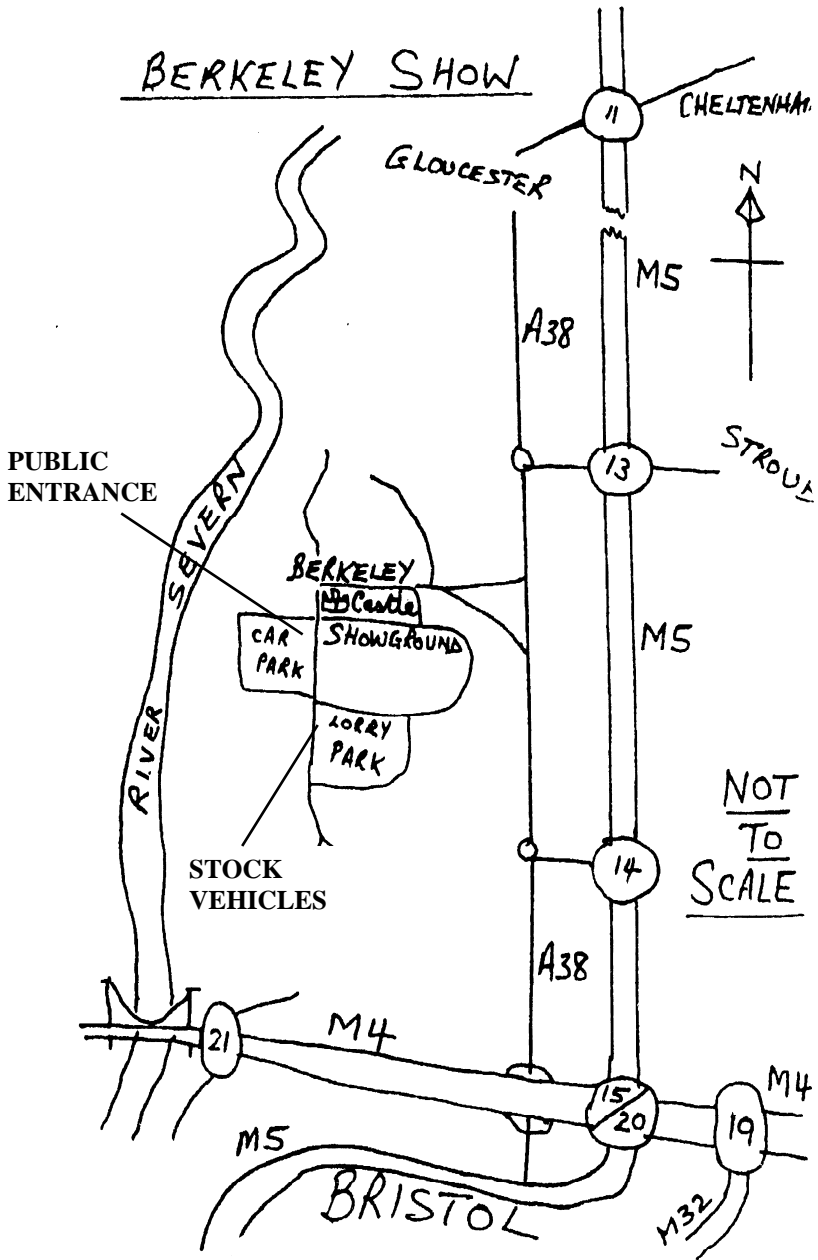 BERKELEY SHOW
11
CHELTENHAM
GLOUCESTER
N
M5
A38
PUBLIC
ENTRANCE
13
STROUD
RIVER SEVERN
BERKELEY
Castle
CAR
PARK
SHOWGROUND
M5
LORRY
PARK
NOT
TO
SCALE
STOCK
VEHICLES
14
A38
21
M4
15
20
19
M4
M5
BRISTOL
M32